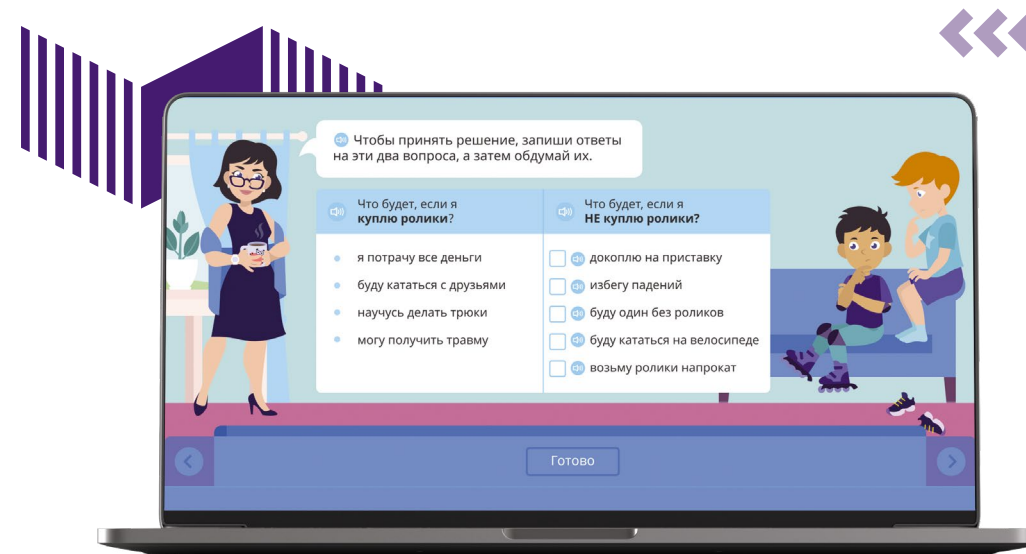 Чтобы принять решение, запиши ответы
на эти два вопроса, а затем обдумай их.
Что будет, если я
куплю ролики?
я потрачу все деньги
буду кататься с друзьями
научусь делать трюки
могу получить травму
Что будет, если я
НЕ куплю ролики?
докоплю на приставку
избегу падений
буду один без роликов
буду кататься на велосипеде
возьму ролики напрокат
Готово